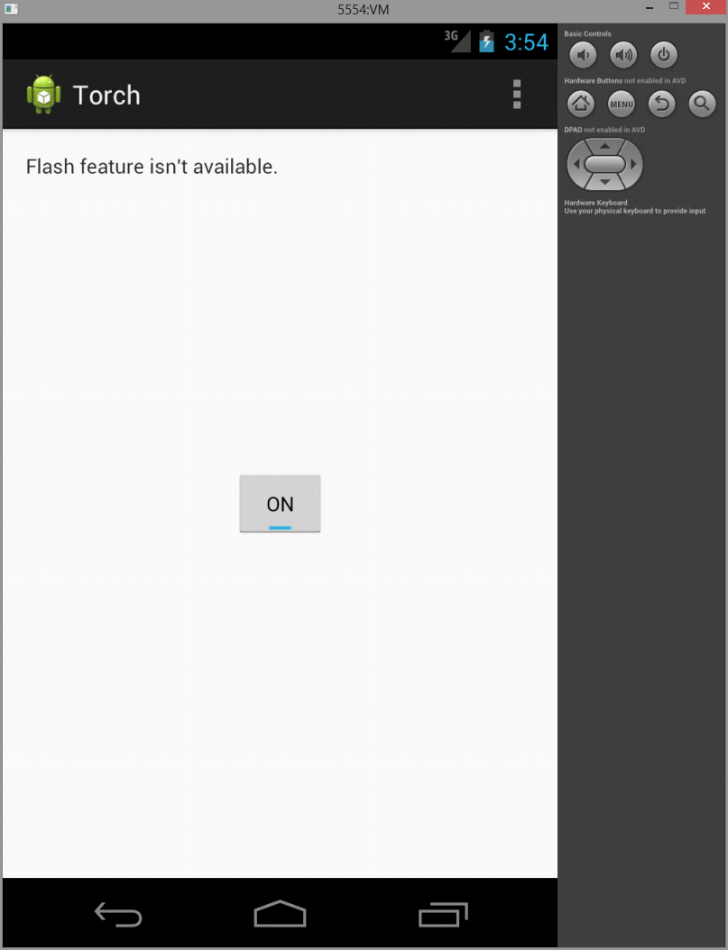 5554:VM
3G 3:54
Torch
Flash feature isn't available.
ON
Basic Controls
Hardware Buttons not enabled in AVD
MENU
DPAD not enabled in AVD
Hardware Keyboard
Use your physical keyboard to provide input